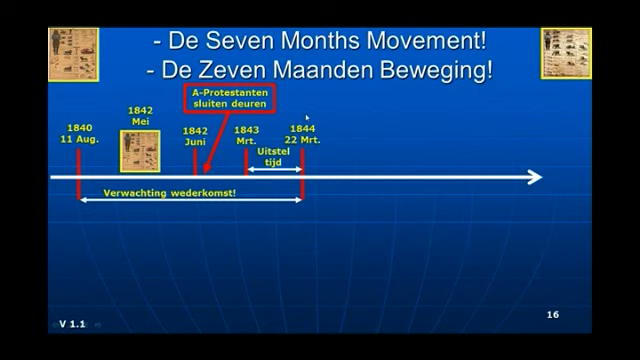 - De Seven Months Movement!
- De Zeven Maanden Beweging!
A-Protestanten
sluiten deuren
1842
Mei
1840
11 Aug.
1842
Juni
1843
Mrt.
1844
22 Mrt.
Uitstel
tijd
Verwachting wederkomst!
16
V 1.1